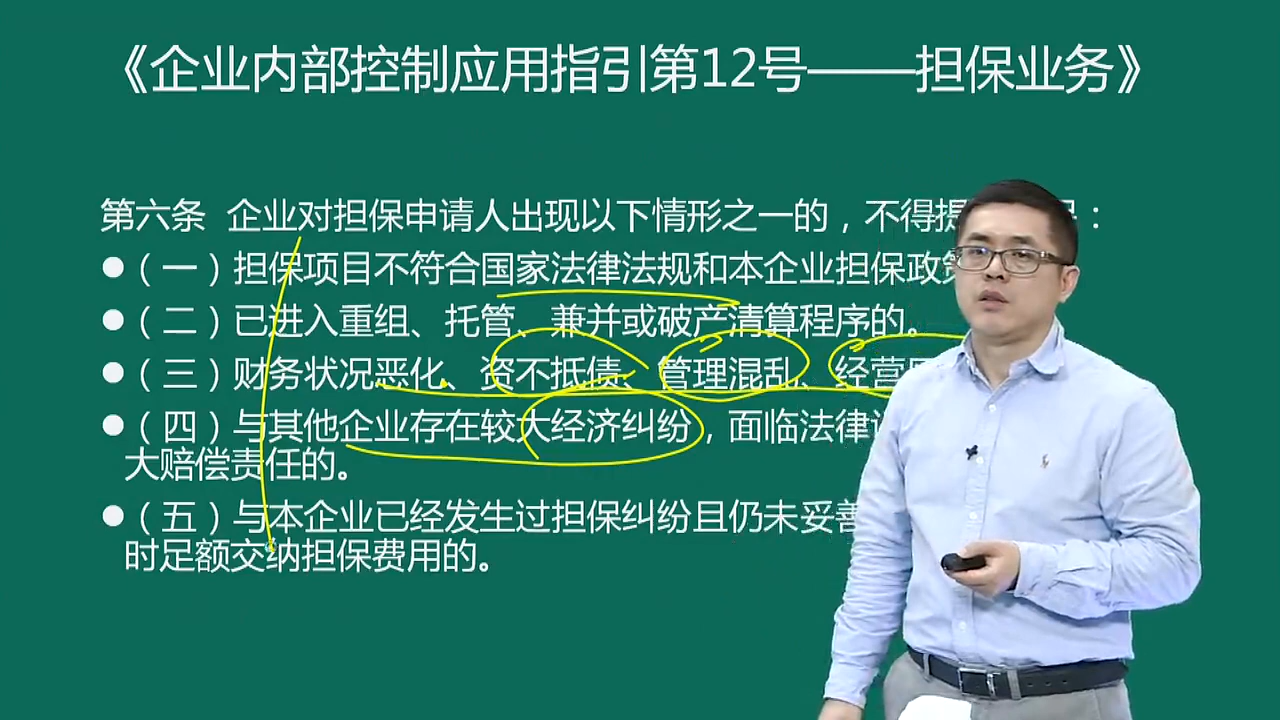 《企业内部控制应用指引第12号——担保业务》
第六条 企业对担保申请人出现以下情形之一的，不得提：
●（一）担保项目不符合国家法律法规和本企业担保政
●（二）已进入重组、托管、兼并或破产清算程序的。
●（三）财务状况恶化、资不抵债、管理混乱、经营
●（四）与其他企业存在较大经济纠纷，面临法律
大赔偿责任的。
●（五）与本企业已经发生过担保纠纷且仍未妥善
时足额交纳担保费用的。